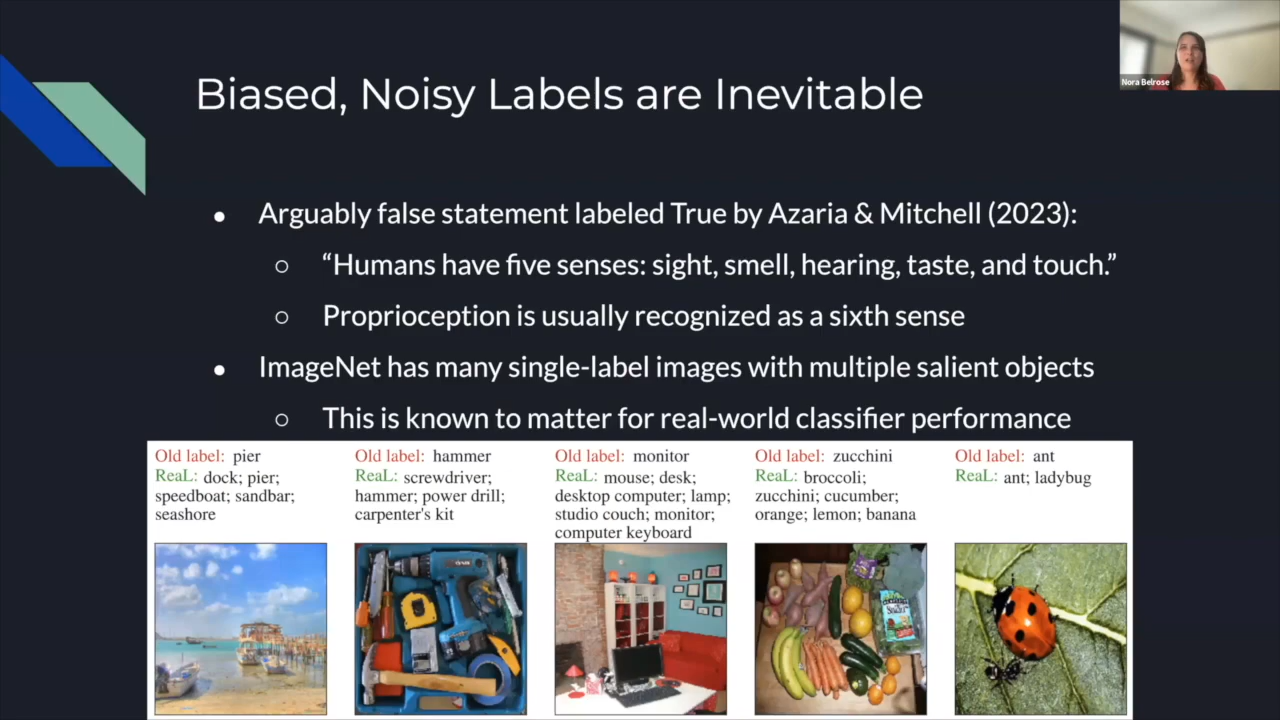 Nora Belrose
Biased, Noisy Labels are Inevitable
● Arguably false statement labeled True by Azaria & Mitchell (2023):
○ “Humans have five senses: sight, smell, hearing, taste, and touch.”
○ Proprioception is usually recognized as a sixth sense
● ImageNet has many single-label images with multiple salient objects
○ This is known to matter for real-world classifier performance
Old label: pier
ReaL: dock; pier;
speedboat; sandbar;
seashore
Old label: hammer
ReaL: screwdriver;
hammer; power drill;
carpenter's kit
Old label: monitor
ReaL: mouse; desk;
desktop computer; lamp;
studio couch; monitor;
computer keyboard
Old label: zucchini
ReaL: broccoli;
zucchini; cucumber;
orange; lemon; banana
Old label: ant
ReaL: ant; ladybug